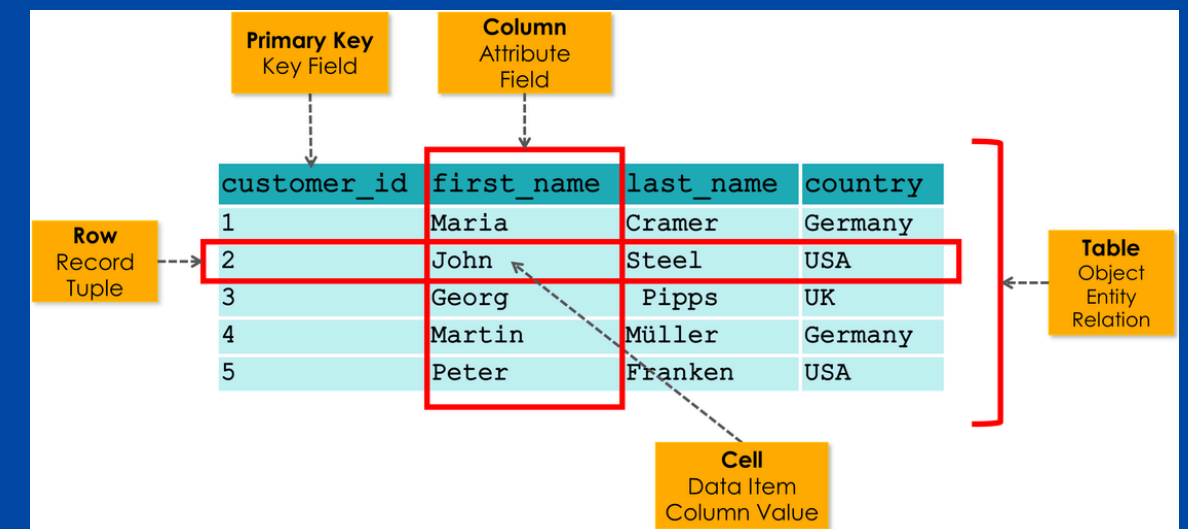 Primary Key
Key Field
Column
Attribute
Field
customer_id first_name last_name country
1 Maria Cramer Germany
2 John Steel USA
3 Georg Pipps UK
4 Martin Müller Germany
5 Peter Franken USA
Row
Record
Tuple
Table
Object
Entity
Relation
Cell
Data Item
Column Value